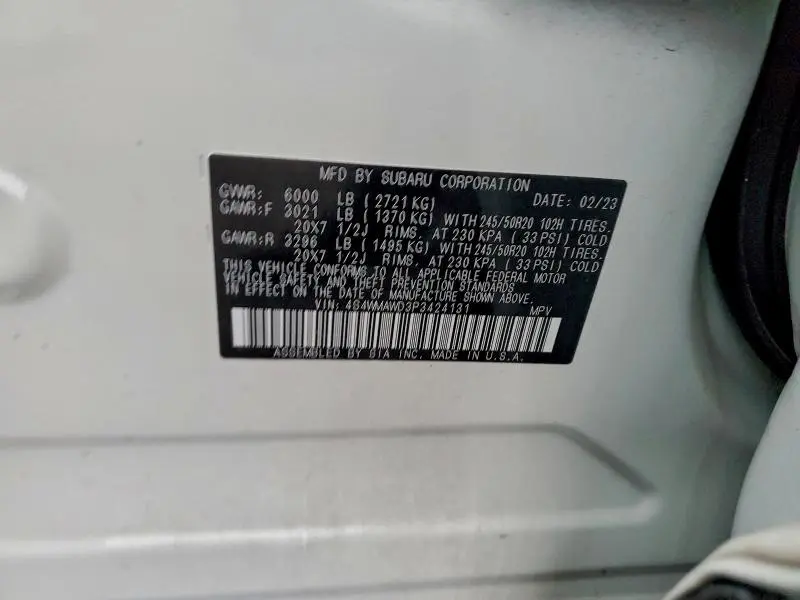 MFD BY SUBARU CORPORATION DATE: 02/23
GVWR: 6000 LB ( 2721 KG)
GAWR:F 3021 LB ( 1370 KG) WITH 245/50R20 102H TIRES.
20X7 1/2J RIMS, AT 230 KPA ( 33 PSI) COLD
GAWR:R 3296 LB ( 1495 KG) WITH 245/50R20 102H TIRES.
20X7 1/2J RIMS, AT 230 KPA ( 33 PSI) COLD
THIS VEHICLE CONFORMS TO ALL APPLICABLE FEDERAL MOTOR
VEHICLE SAFETY AND THEFT PREVENTION STANDARDS
IN EFFECT ON THE DATE OF MANUFACTURE SHOWN ABOVE.
VIN: 4S4WMAWD3P3424131 MPV
ASSEMBLED BY SIA INC. MADE IN U.S.A.